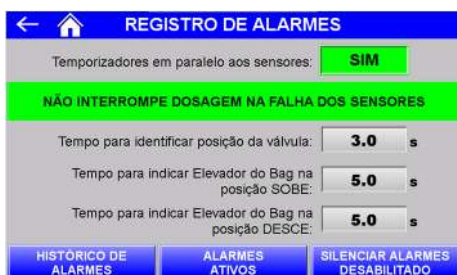 REGISTRO DE ALARMES
Temporizadores em paralelo aos sensores: SIM
NÃO INTERROMPE DOSAGEM NA FALHA DOS SENSORES
Tempo para identificar posição da válvula: 3.0 s
Tempo para indicar Elevador do Bag na
posição SOBE: 5.0 s
Tempo para indicar Elevador do Bag na
posição DESCE: 5.0 s
HISTÓRICO DE
ALARMES
ALARMES
ATIVOS
SILENCIAR ALARMES
DESABILITADO